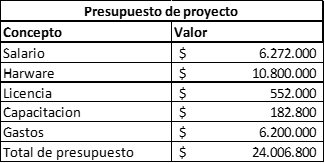 Presupuesto de proyecto
Concepto Valor
Salario $ 6.272.000
Harware $ 10.800.000
Licencia $ 552.000
Capacitacion $ 182.800
Gastos $ 6.200.000
Total de presupuesto $ 24.006.800